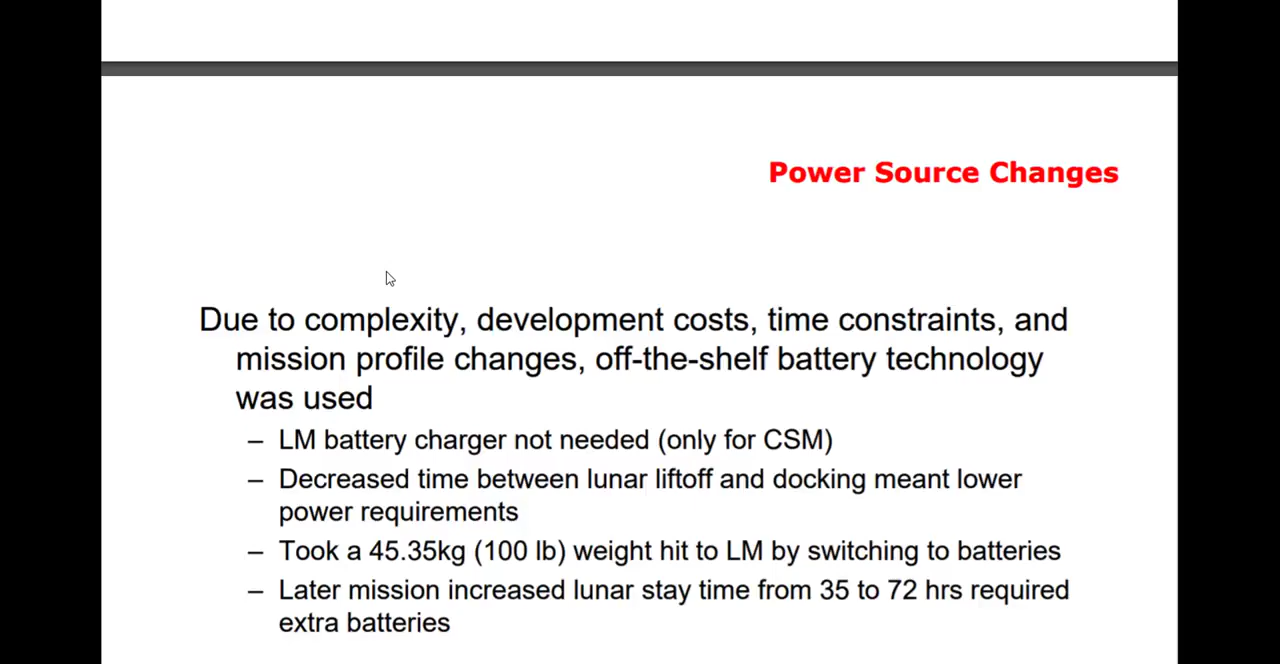 Power Source Changes
Due to complexity, development costs, time constraints, and
mission profile changes, off-the-shelf battery technology
was used
– LM battery charger not needed (only for CSM)
– Decreased time between lunar liftoff and docking meant lower
power requirements
– Took a 45.35kg (100 lb) weight hit to LM by switching to batteries
– Later mission increased lunar stay time from 35 to 72 hrs required
extra batteries